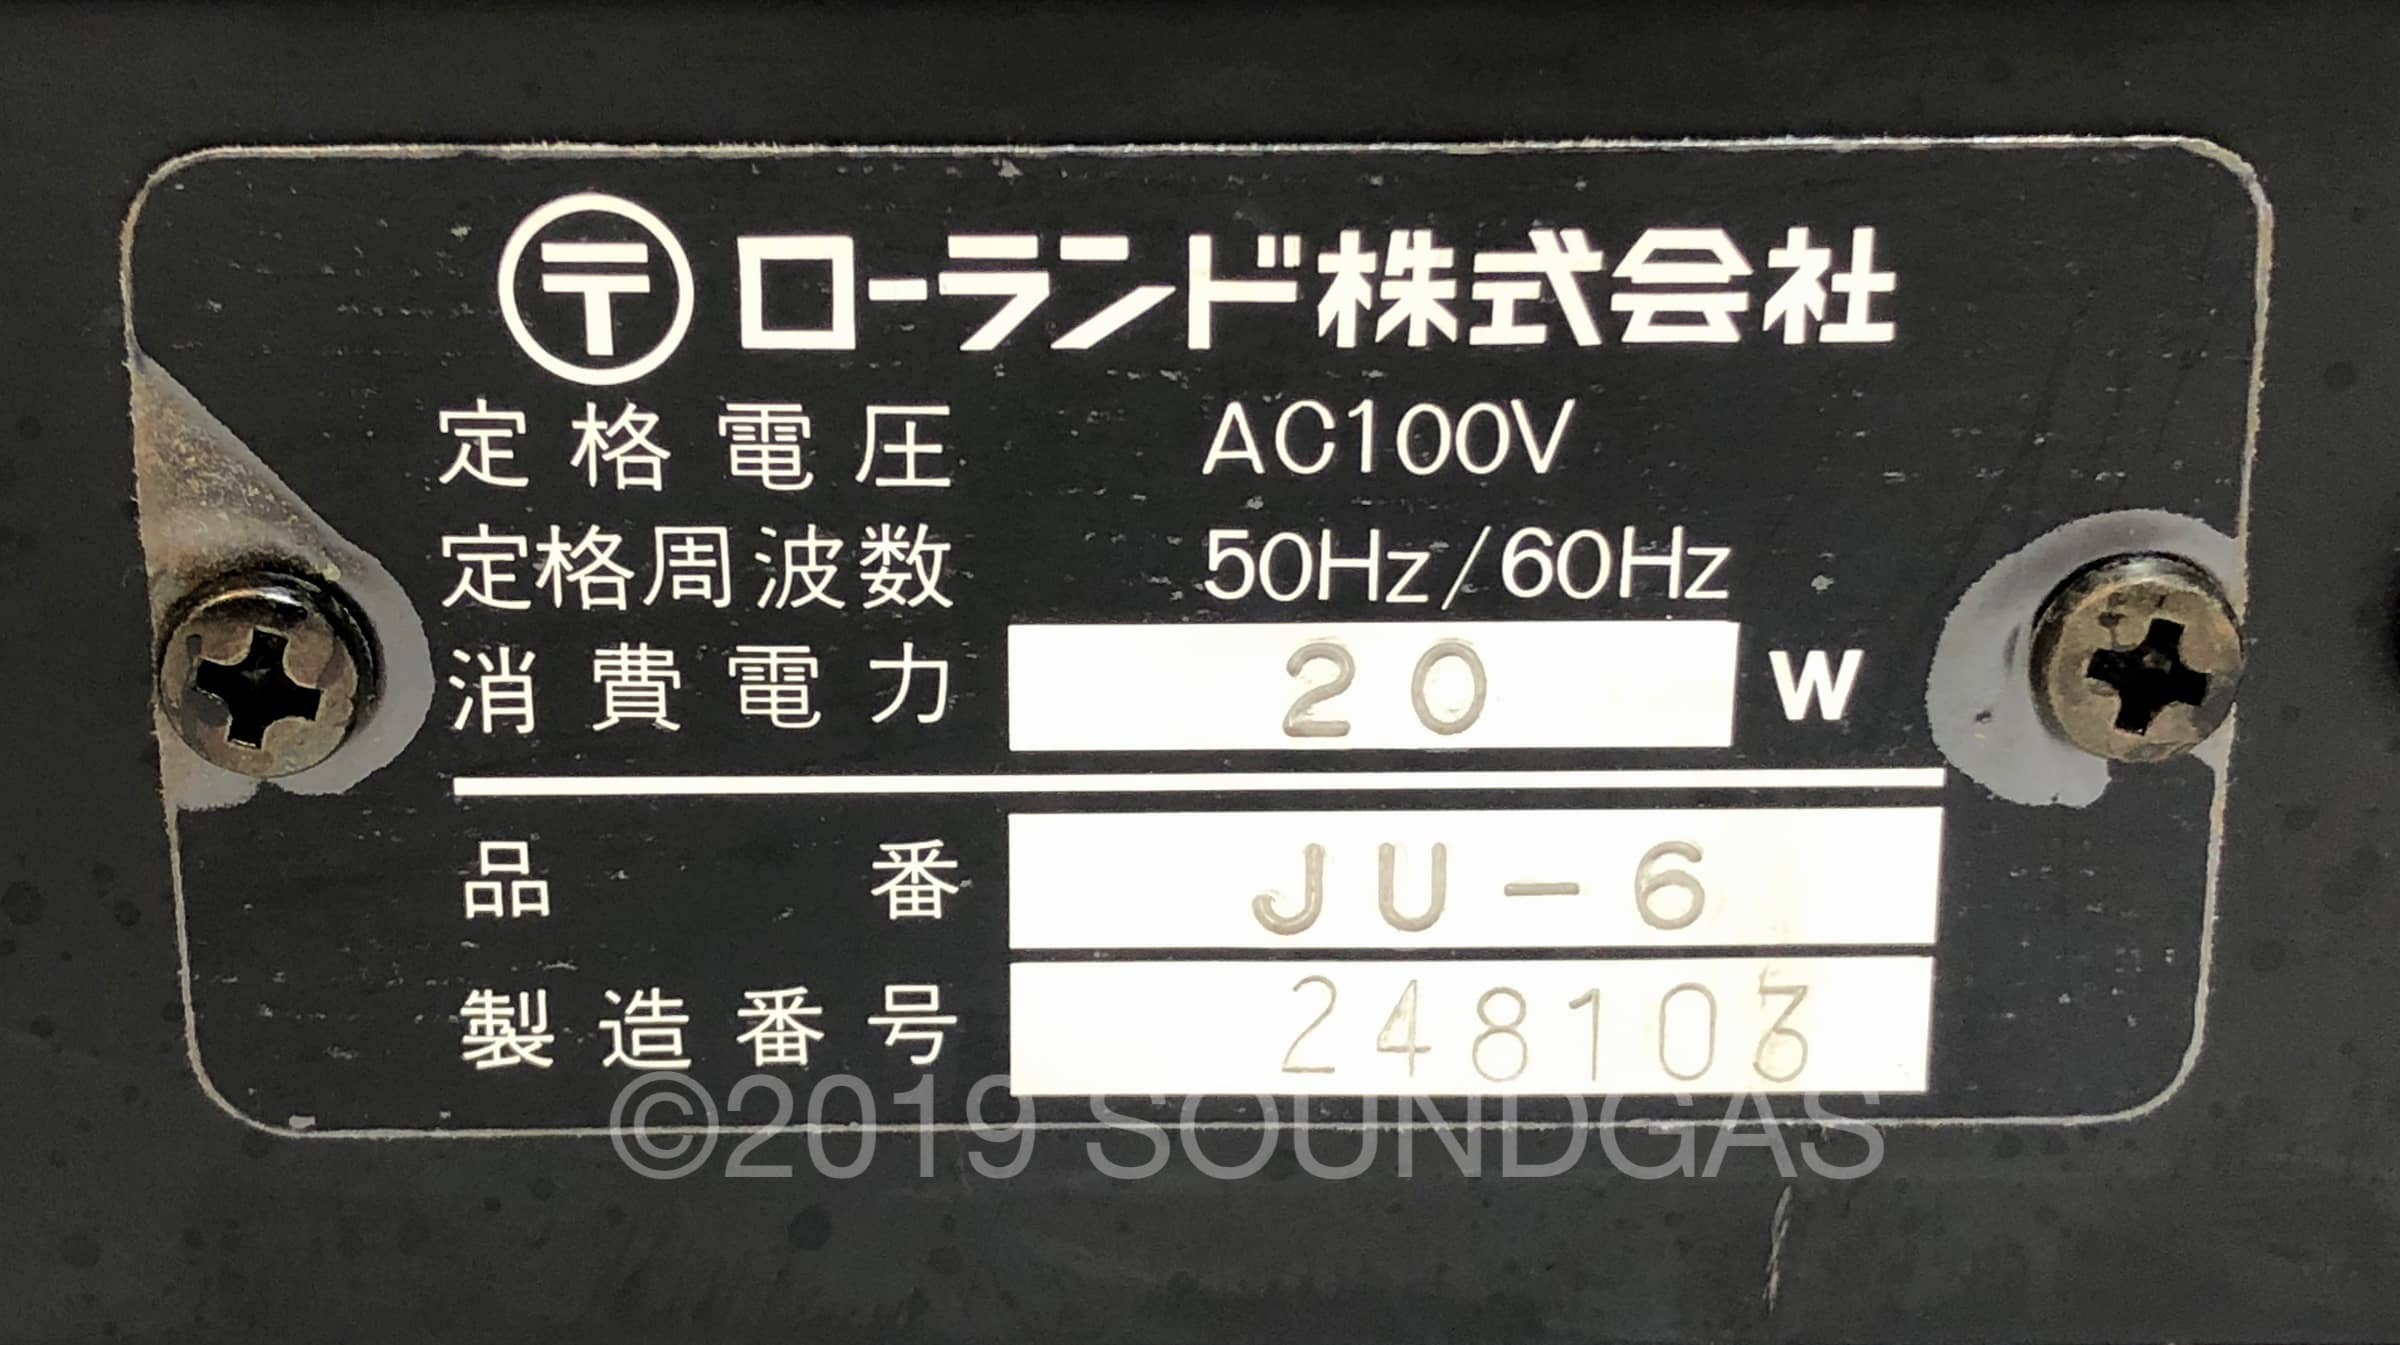 〒 ローランド株式会社
定格電圧 AC100V
定格周波数 50Hz/60Hz
消費電力 20 W
品番 JU-6
製造番号 248103
©2019 SOUNDGAS